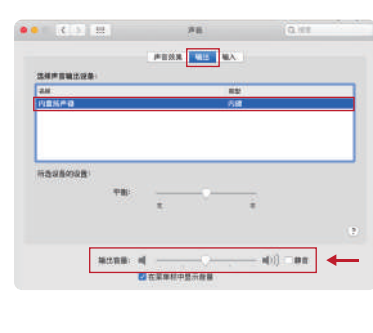 声音
搜索
声音效果 输出 输入
选择声音输出设备:
名称 类型
内置扬声器 内建
所选设备的设置:
平衡:
左 右
?
输出音量: 静音
在菜单栏中显示音量